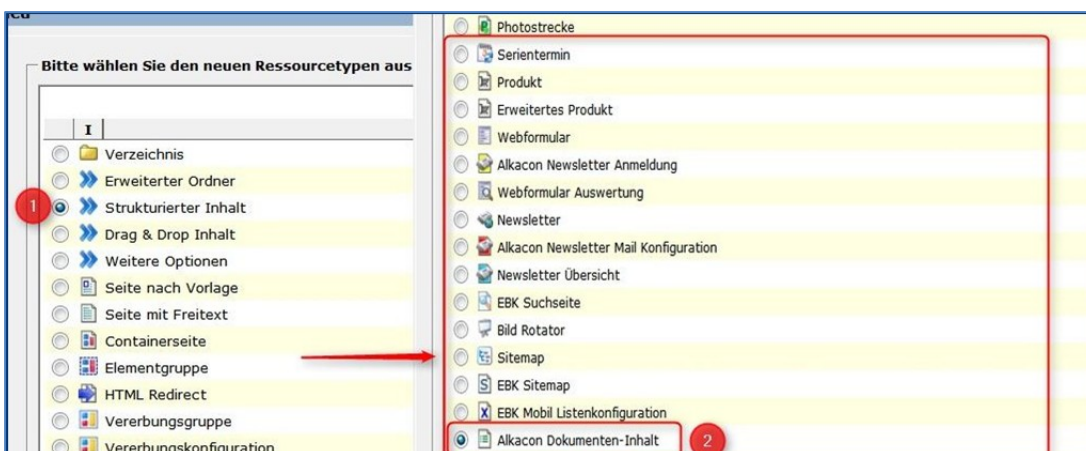 Bitte wählen Sie den neuen Ressourcetypen aus
I
Verzeichnis
Erweiterter Ordner
1
Strukturierter Inhalt
Drag & Drop Inhalt
Weitere Optionen
Seite nach Vorlage
Seite mit Freitext
Containerseite
Elementgruppe
HTML Redirect
Vererbungsgruppe
Vererbungskonfiguration
Photostrecke
Serientermin
Produkt
Erweitertes Produkt
Webformular
Alkacon Newsletter Anmeldung
Webformular Auswertung
Newsletter
Alkacon Newsletter Mail Konfiguration
Newsletter Übersicht
EBK Suchseite
Bild Rotator
Sitemap
EBK Sitemap
EBK Mobil Listenkonfiguration
Alkacon Dokumenten-Inhalt
2